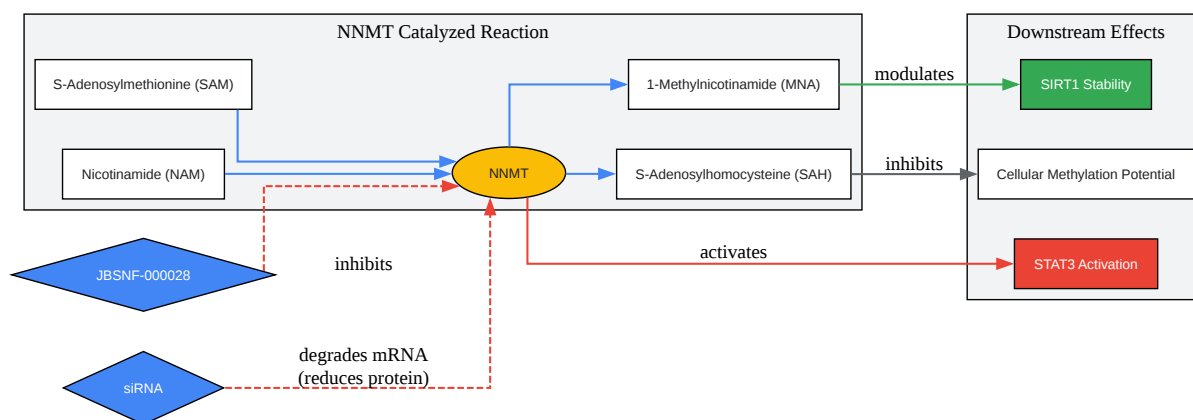 NNMT Catalyzed Reaction
Downstream Effects
S-Adenosylmethionine (SAM)
1-Methylnicotinamide (MNA)
modulates
SIRT1 Stability
Nicotinamide (NAM)
NNMT
S-Adenosylhomocysteine (SAH)
inhibits
Cellular Methylation Potential
JBSNF-000028
inhibits
activates
STAT3 Activation
degrades mRNA
(reduces protein)
siRNA